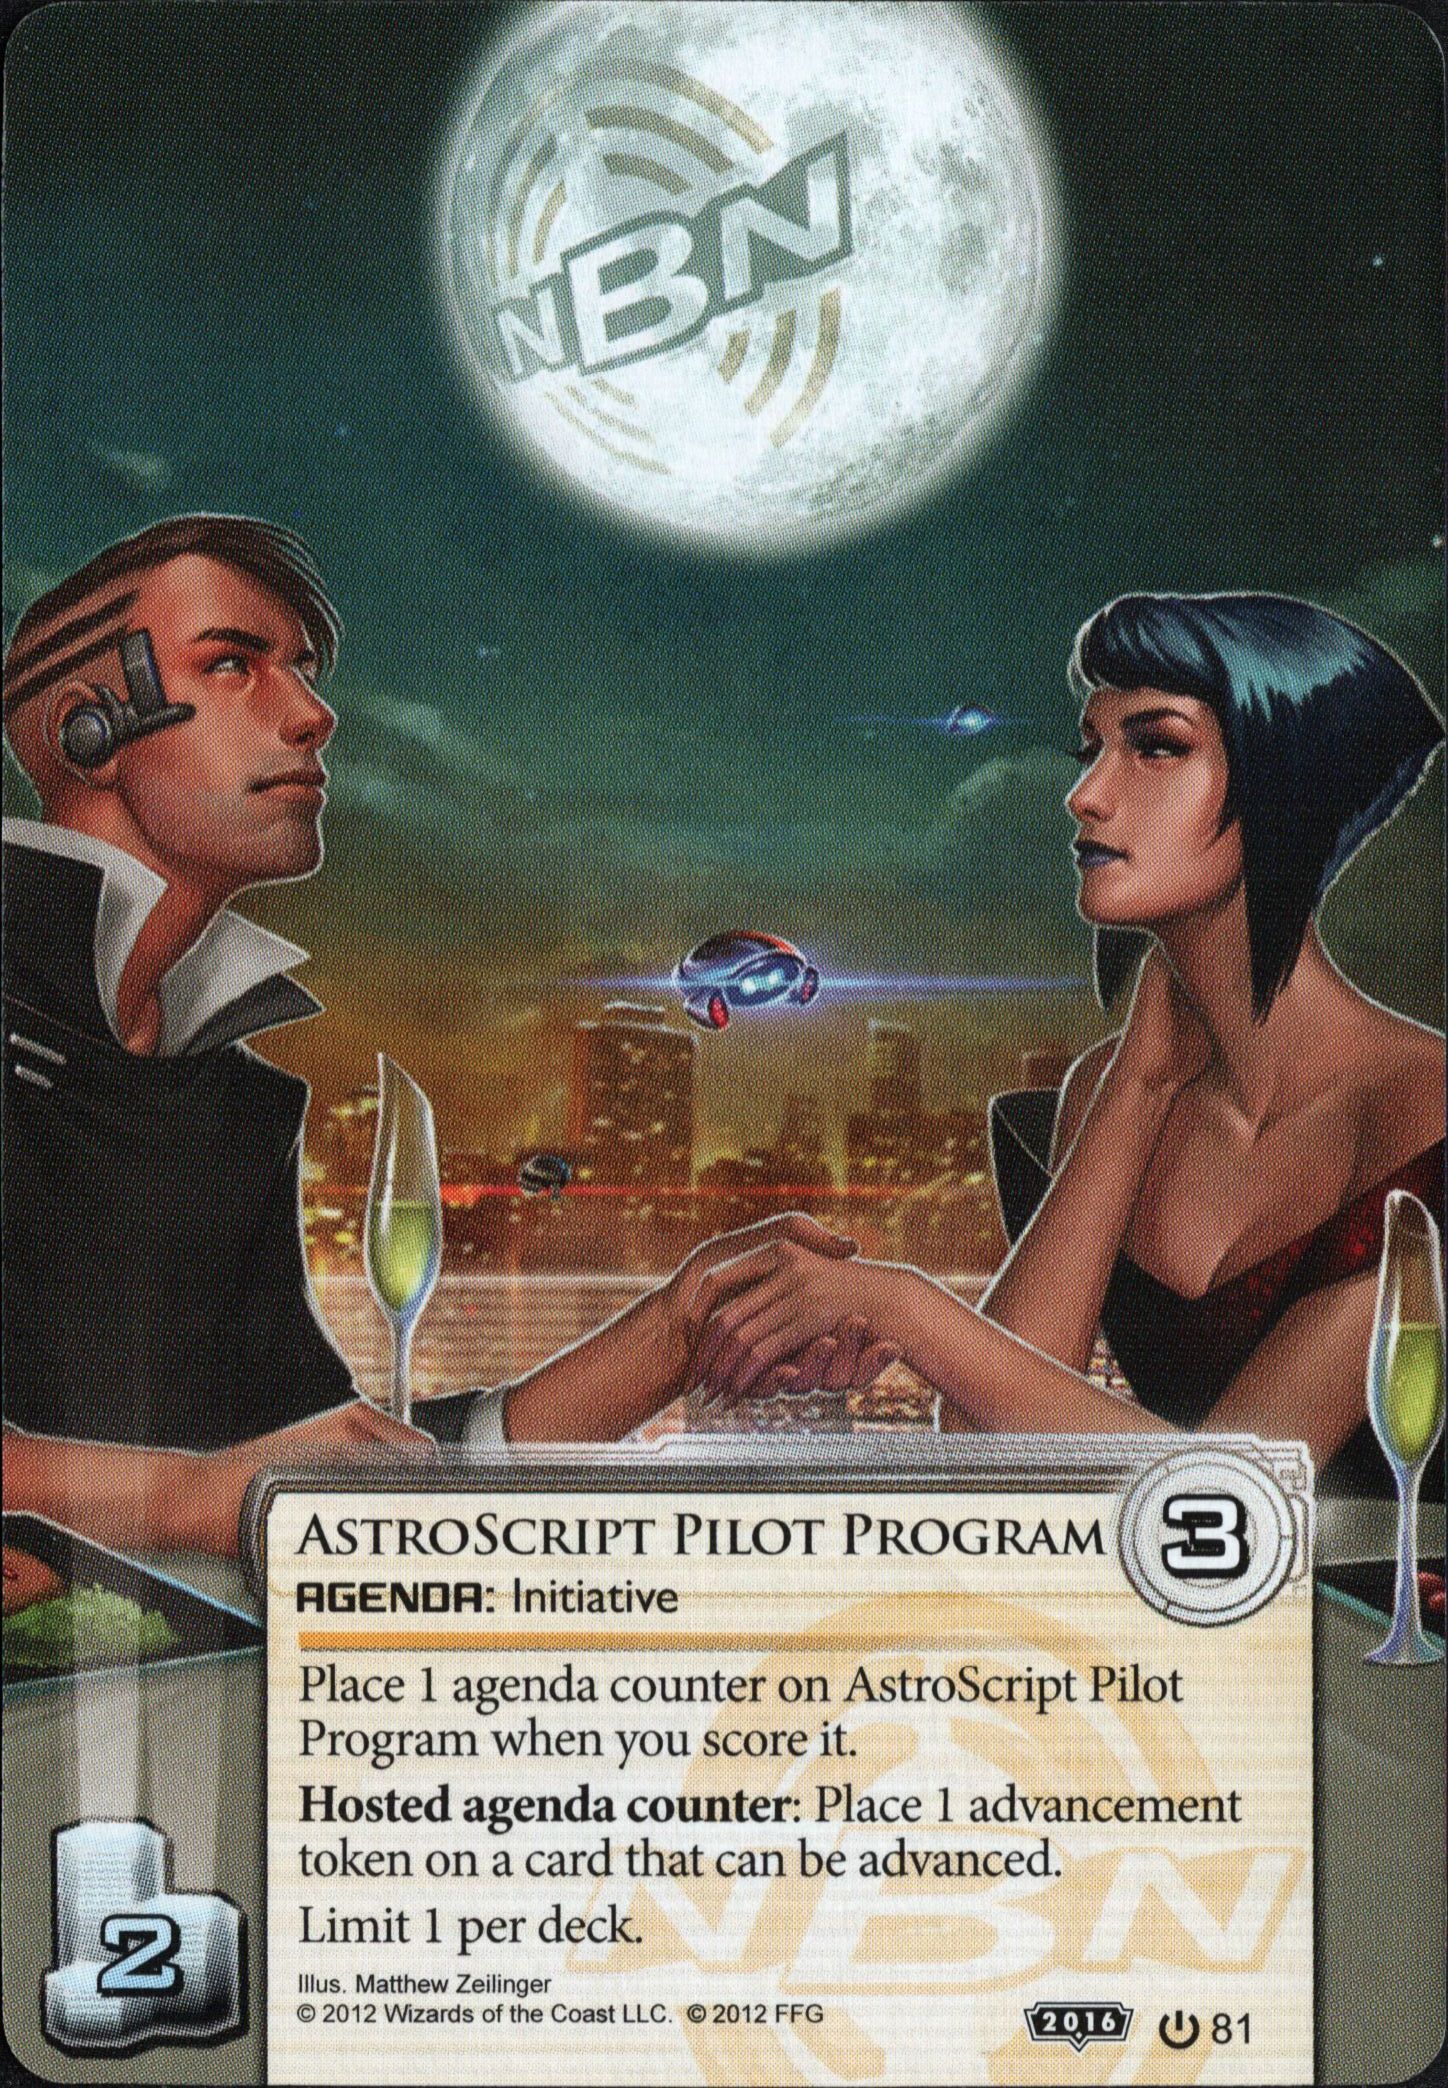 NBN
ASTROSCRIPT PILOT PROGRAM
3
AGENDA: Initiative
Place 1 agenda counter on AstroScript Pilot
Program when you score it.
Hosted agenda counter: Place 1 advancement
token on a card that can be advanced.
Limit 1 per deck.
NBN
2
Illus. Matthew Zeilinger
© 2012 Wizards of the Coast LLC. © 2012 FFG
2016 81